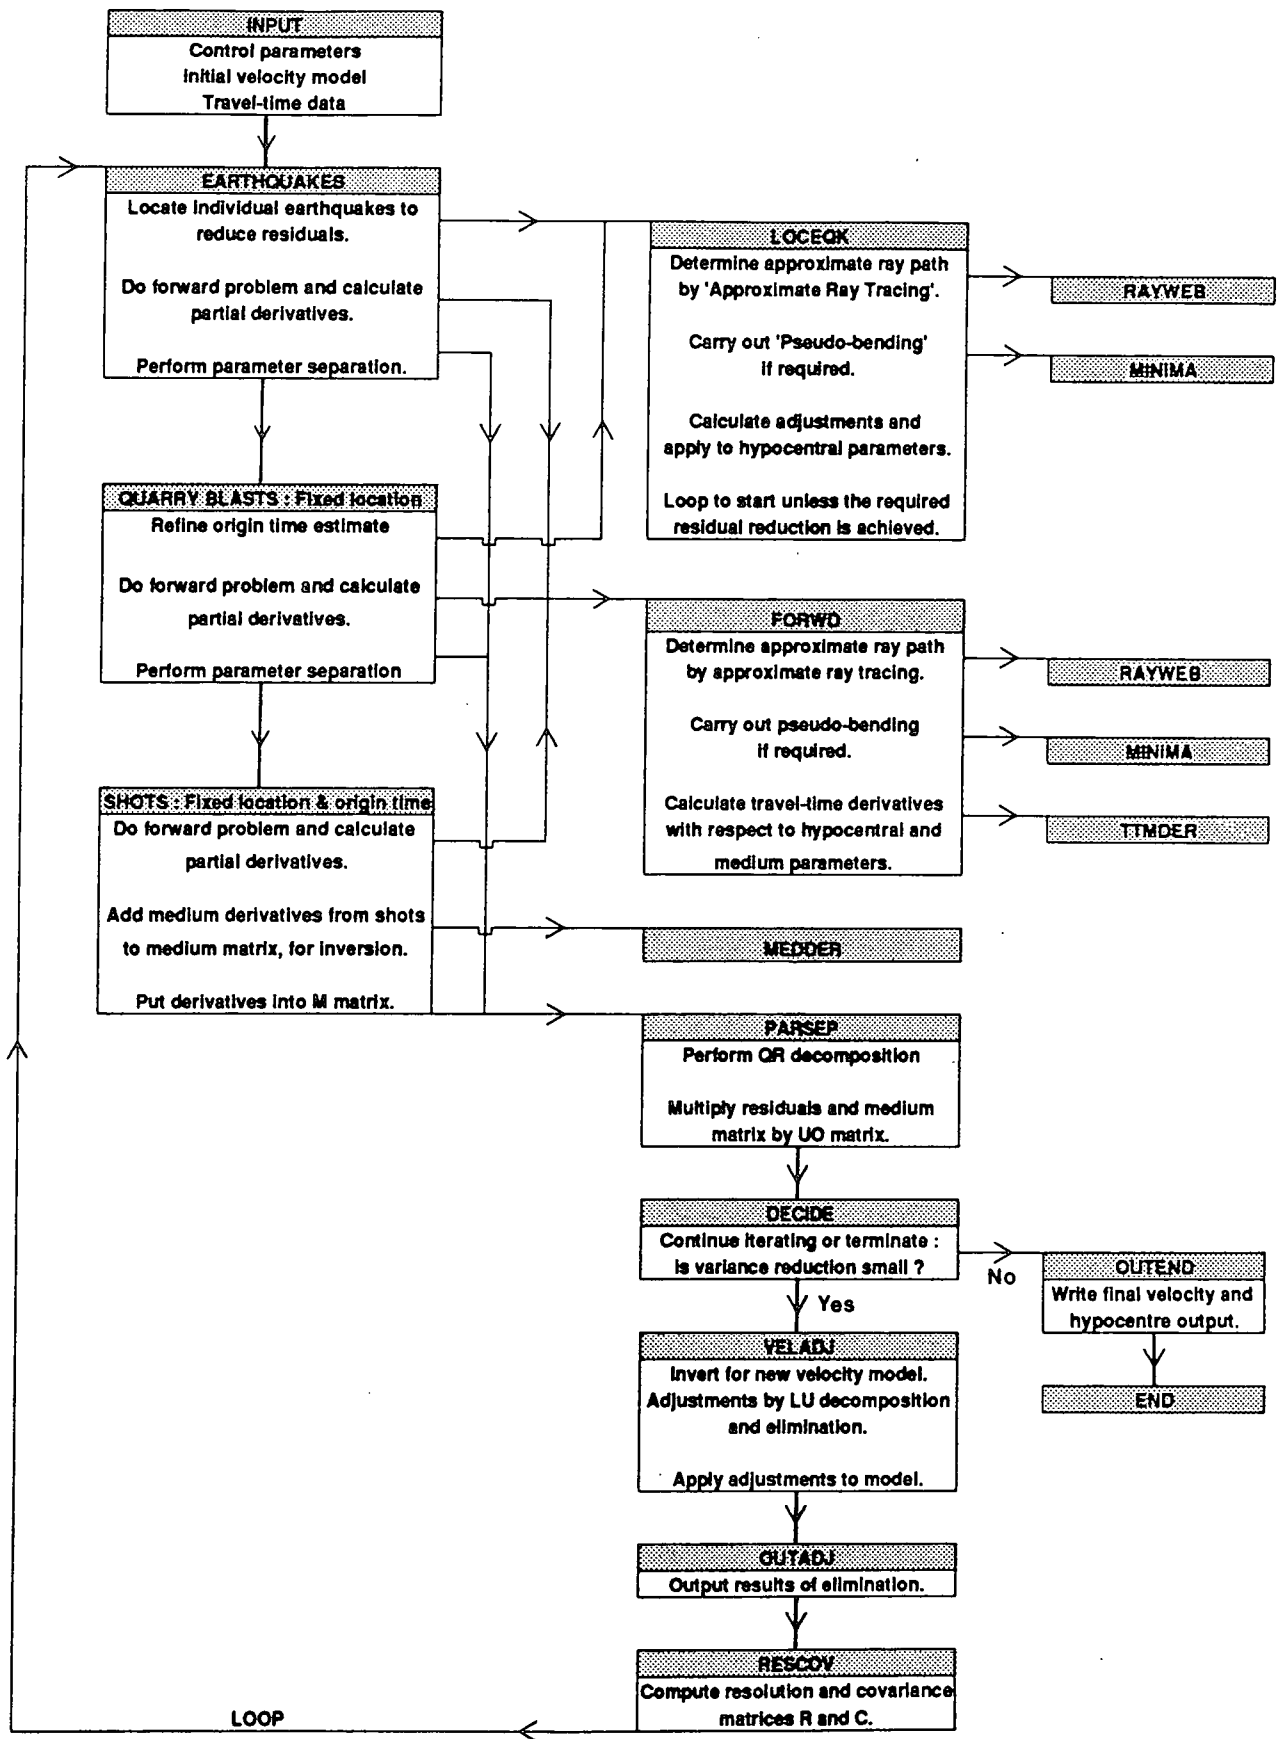 INPUT
Control parameters
Initial velocity model
Travel-time data
EARTHQUAKES
Locate individual earthquakes to
reduce residuals.
Do forward problem and calculate
partial derivatives.
Perform parameter separation.
LOCEQK
Determine approximate ray path
by 'Approximate Ray Tracing'.
Carry out 'Pseudo-bending'
if required.
Calculate adjustments and
apply to hypocentral parameters.
Loop to start unless the required
residual reduction is achieved.
RAYWEB
MINIMA
QUARRY BLASTS : Fixed location
Refine origin time estimate
Do forward problem and calculate
partial derivatives.
Perform parameter separation
FORWD
Determine approximate ray path
by approximate ray tracing.
Carry out pseudo-bending
if required.
Calculate travel-time derivatives
with respect to hypocentral and
medium parameters.
RAYWEB
MINIMA
TTMDER
SHOTS : Fixed location & origin time
Do forward problem and calculate
partial derivatives.
Add medium derivatives from shots
to medium matrix, for inversion.
Put derivatives into M matrix.
MEDDER
PARSEP
Perform QR decomposition
Multiply residuals and medium
matrix by UO matrix.
DECIDE
Continue iterating or terminate :
is variance reduction small ?
No
OUTEND
Write final velocity and
hypocentre output.
END
Yes
VELADJ
Invert for new velocity model.
Adjustments by LU decomposition
and elimination.
Apply adjustments to model.
OUTADJ
Output results of elimination.
RESCOV
Compute resolution and covariance
matrices R and C.
LOOP